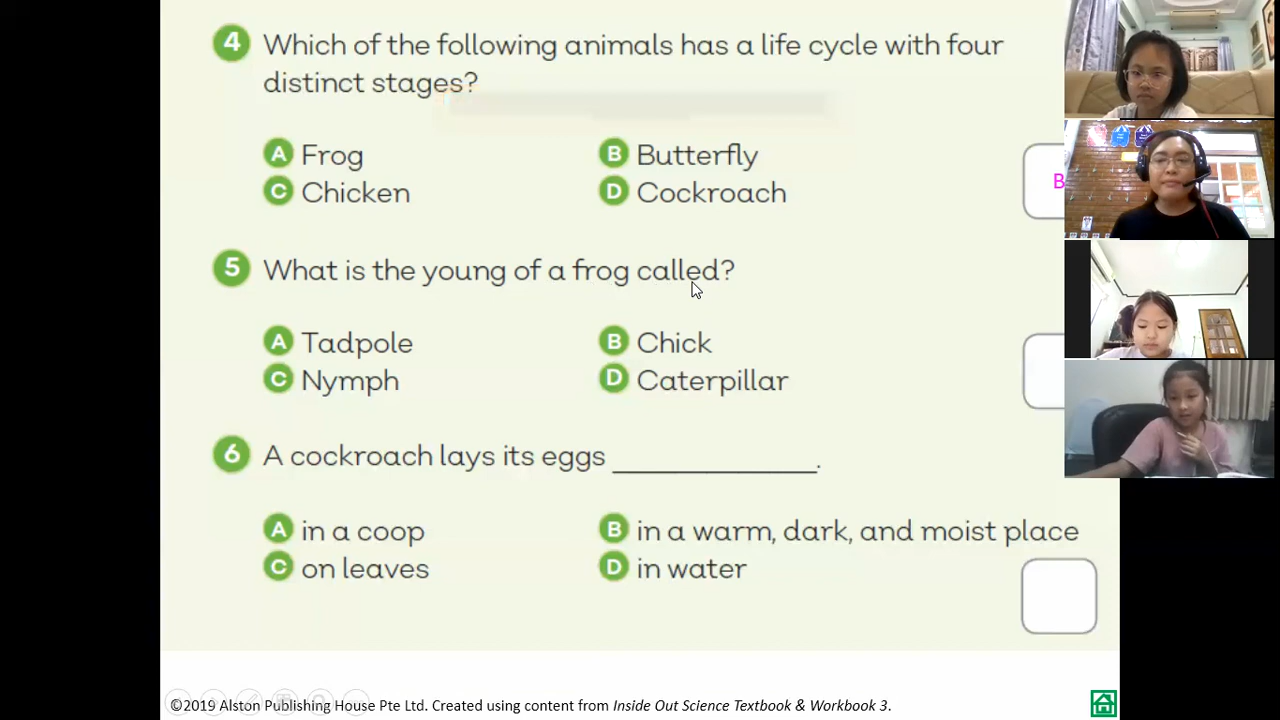 4 Which of the following animals has a life cycle with four
distinct stages?
A Frog B Butterfly
C Chicken D Cockroach
B
5 What is the young of a frog called?
A Tadpole B Chick
C Nymph D Caterpillar
6 A cockroach lays its eggs ______________.
A in a coop B in a warm, dark, and moist place
C on leaves D in water
©2019 Alston Publishing House Pte Ltd. Created using content from Inside Out Science Textbook & Workbook 3.